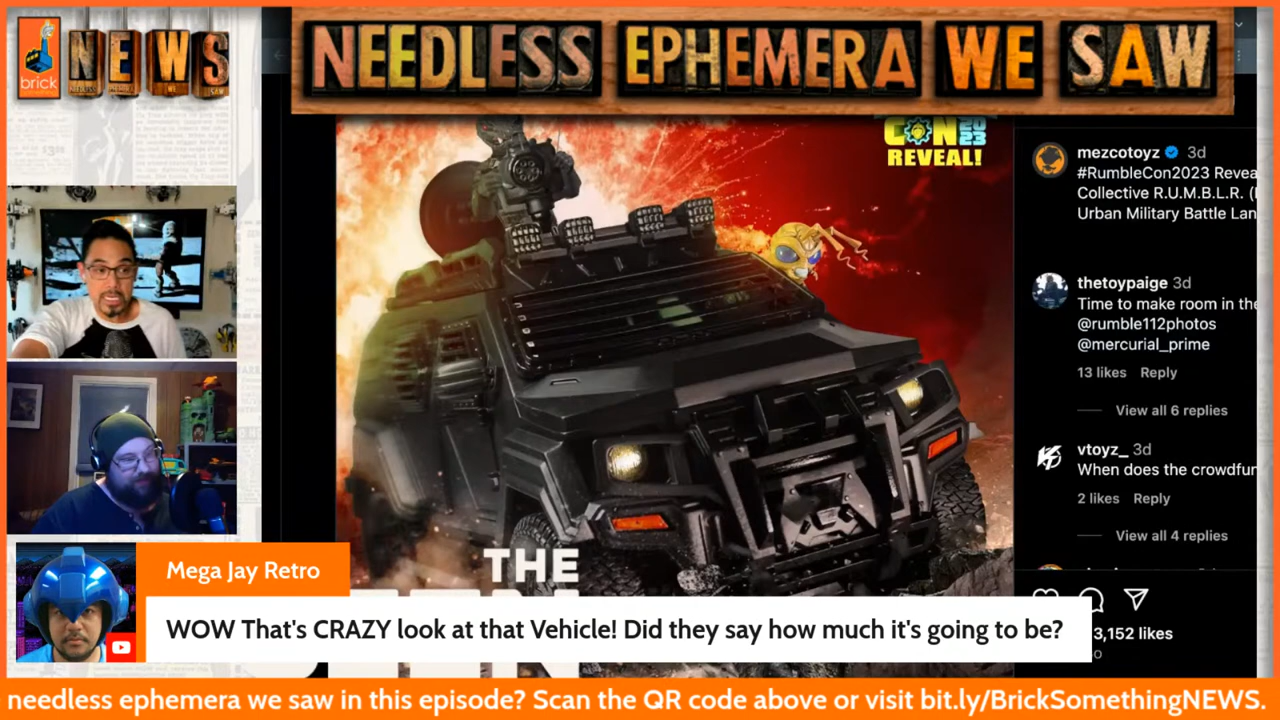 brick
NEWS
NEEDLESS EPHEMERA WE SAW
CON 2023
REVEAL!
mezcotoyz 3d
#RumbleCon2023 Revea
Collective R.U.M.B.L.R. (
Urban Military Battle Lan
thetoypaige 3d
Time to make room in the
@rumble112photos
@mercurial_prime
13 likes Reply
View all 6 replies
vtoyz_ 3d
When does the crowdfun
2 likes Reply
View all 4 replies
3,152 likes
THE
Mega Jay Retro
WOW That's CRAZY look at that Vehicle! Did they say how much it's going to be?
needless ephemera we saw in this episode? Scan the QR code above or visit bit.ly/BrickSomethingNEWS.